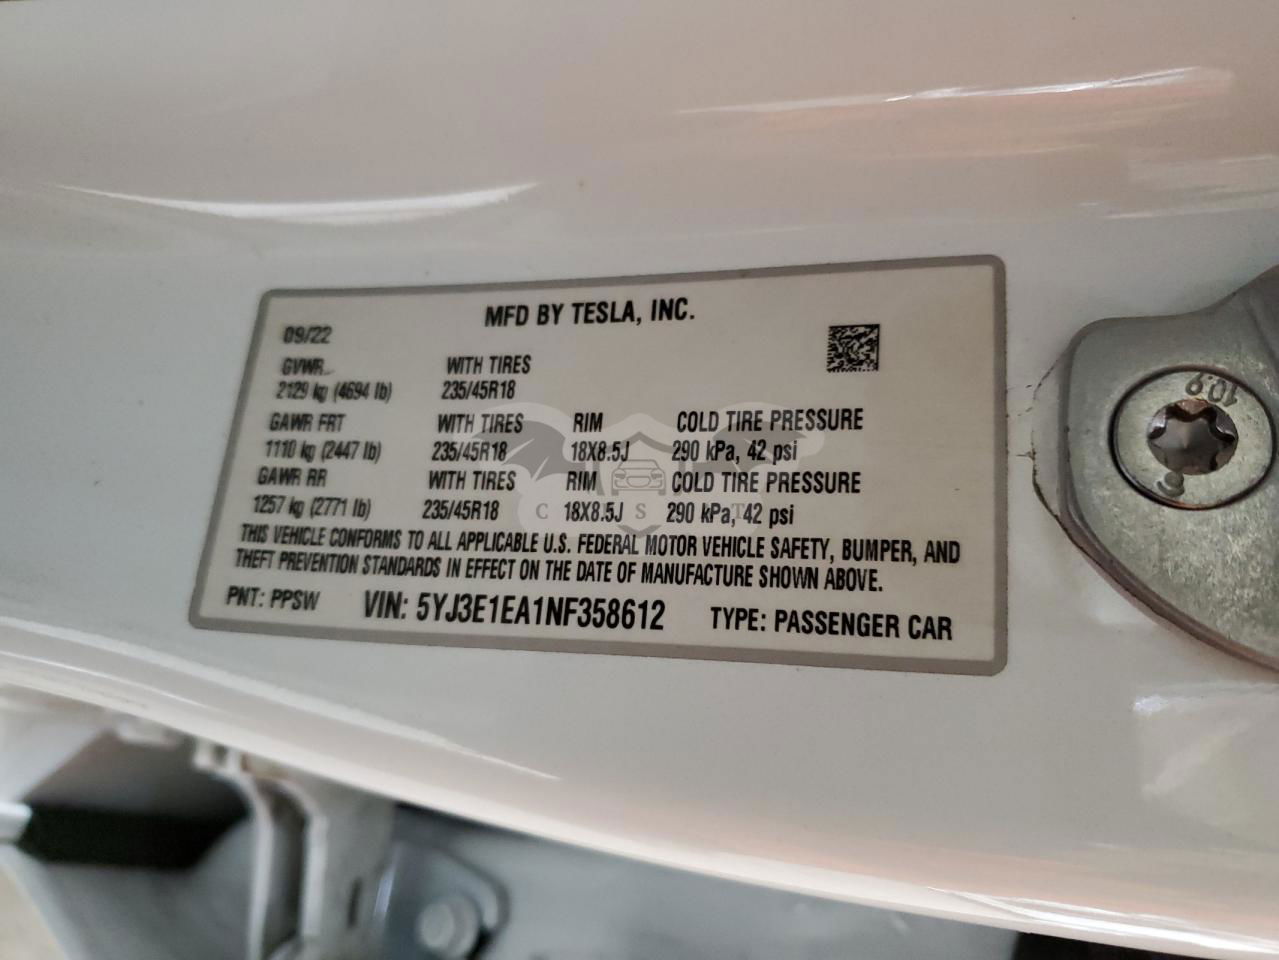 MFD BY TESLA, INC.
09/22
GVWR WITH TIRES
2129 kg (4694 lb) 235/45R18
GAWR FRT WITH TIRES RIM COLD TIRE PRESSURE
1110 kg (2447 lb) 235/45R18 18X8.5J 290 kPa, 42 psi
GAWR RR WITH TIRES RIM COLD TIRE PRESSURE
1257 kg (2771 lb) 235/45R18 18X8.5J 290 kPa, 42 psi
THIS VEHICLE CONFORMS TO ALL APPLICABLE U.S. FEDERAL MOTOR VEHICLE SAFETY, BUMPER, AND
THEFT PREVENTION STANDARDS IN EFFECT ON THE DATE OF MANUFACTURE SHOWN ABOVE.
PNT: PPSW VIN: 5YJ3E1EA1NF358612 TYPE: PASSENGER CAR
10.9
C S T